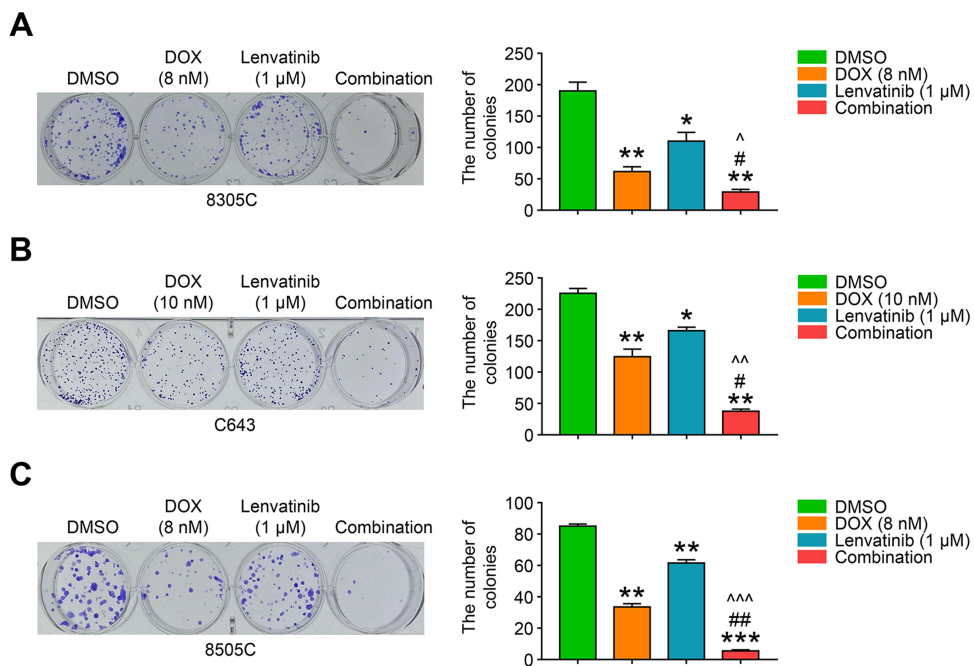 A
DMSO
DOX
(8 nM)
Lenvatinib
(1 μM)
Combination
8305C
The number of
colonies
250
200
150
100
50
0
**
*
^
#
**
DMSO
DOX (8 nM)
Lenvatinib (1 μM)
Combination
B
DMSO
DOX
(10 nM)
Lenvatinib
(1 μM)
Combination
C643
The number of
colonies
250
200
150
100
50
0
**
*
^^
#
**
DMSO
DOX (10 nM)
Lenvatinib (1 μM)
Combination
C
DMSO
DOX
(8 nM)
Lenvatinib
(1 μM)
Combination
8505C
The number of
colonies
100
80
60
40
20
0
**
**
^^^
##
***
DMSO
DOX (8 nM)
Lenvatinib (1 μM)
Combination